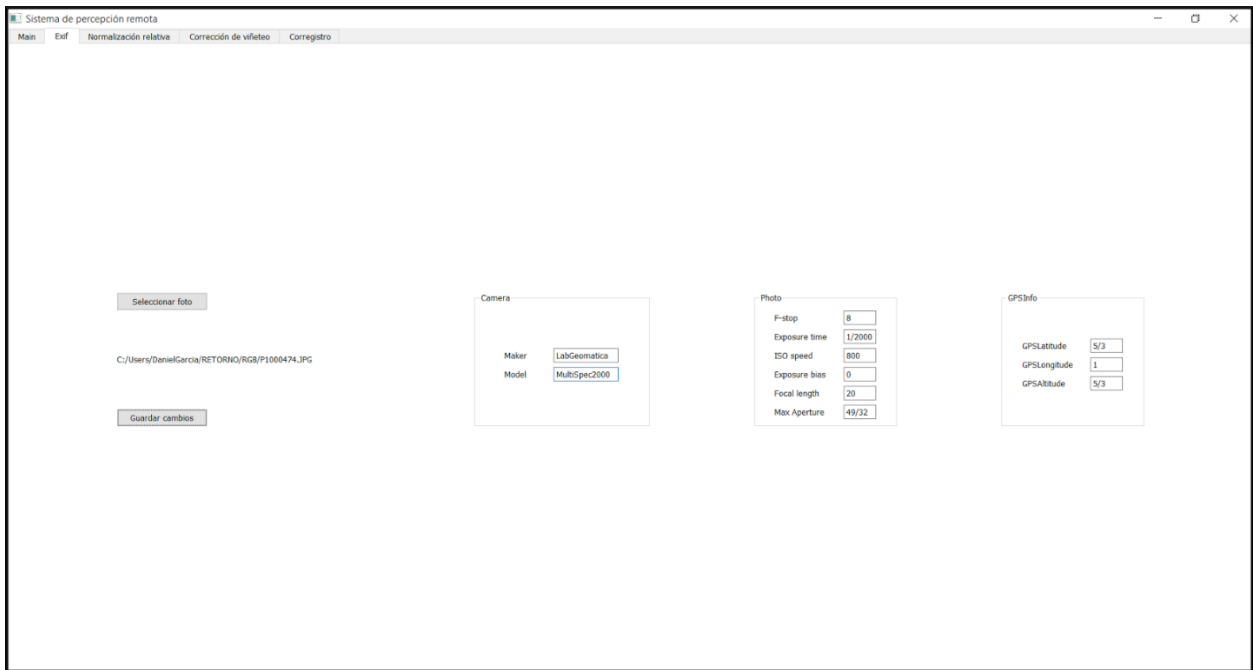 Sistema de percepción remota
Main Exif Normalización relativa Corrección de viñeteo Corregistro
Seleccionar foto
C:/Users/DanielGarcia/RETORNO/RGB/P1000474.JPG
Guardar cambios
Camera
Maker LabGeomatica
Model MultiSpec2000
Photo
F-stop 8
Exposure time 1/2000
ISO speed 800
Exposure bias 0
Focal length 20
Max Aperture 49/32
GPSInfo
GPSLatitude 5/3
GPSLongitude 1
GPSAltitude 5/3